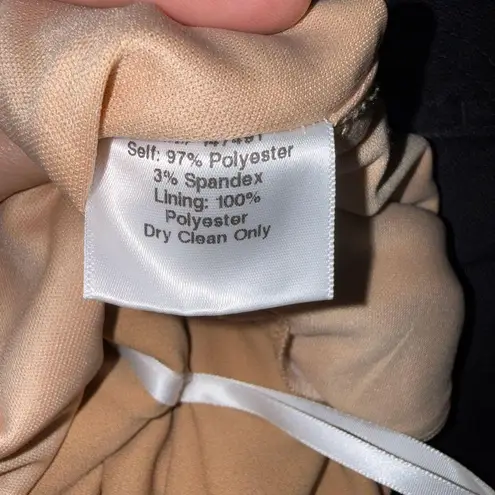 Self: 97% Polyester
3% Spandex
Lining: 100%
Polyester
Dry Clean Only